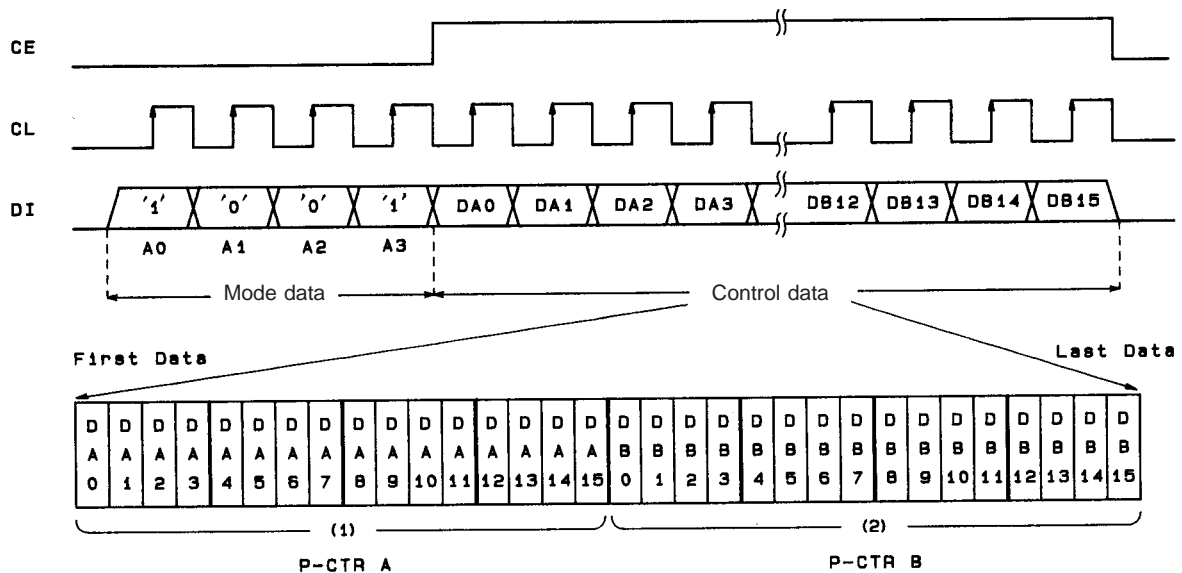 CE
CL
DI
'1' '0' '0' '1' DA0 DA1 DA2 DA3 DB12 DB13 DB14 DB15
A0 A1 A2 A3
Mode data Control data
First Data Last Data
D D D D D D D D D D D D D D D D D D D D D D D D D D D D D D D D
A A A A A A A A A A A A A A A A B B B B B B B B B B B B B B B B
0 1 2 3 4 5 6 7 8 9 10 11 12 13 14 15 0 1 2 3 4 5 6 7 8 9 10 11 12 13 14 15
(1) (2)
P-CTR A P-CTR B